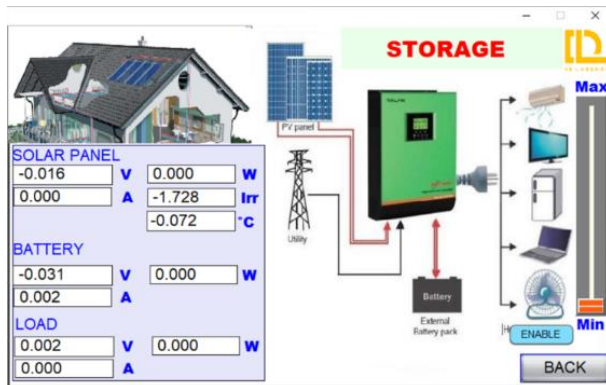 STORAGE
Max
PV panel
SOLAR PANEL
-0.016 V 0.000 W
0.000 A -1.728 Irr
-0.072 °C
Utility
BATTERY
-0.031 V 0.000 W
0.002 A
Battery
External
Battery pack
LOAD
0.002 V 0.000 W
0.000 A
ENABLE
Min
BACK